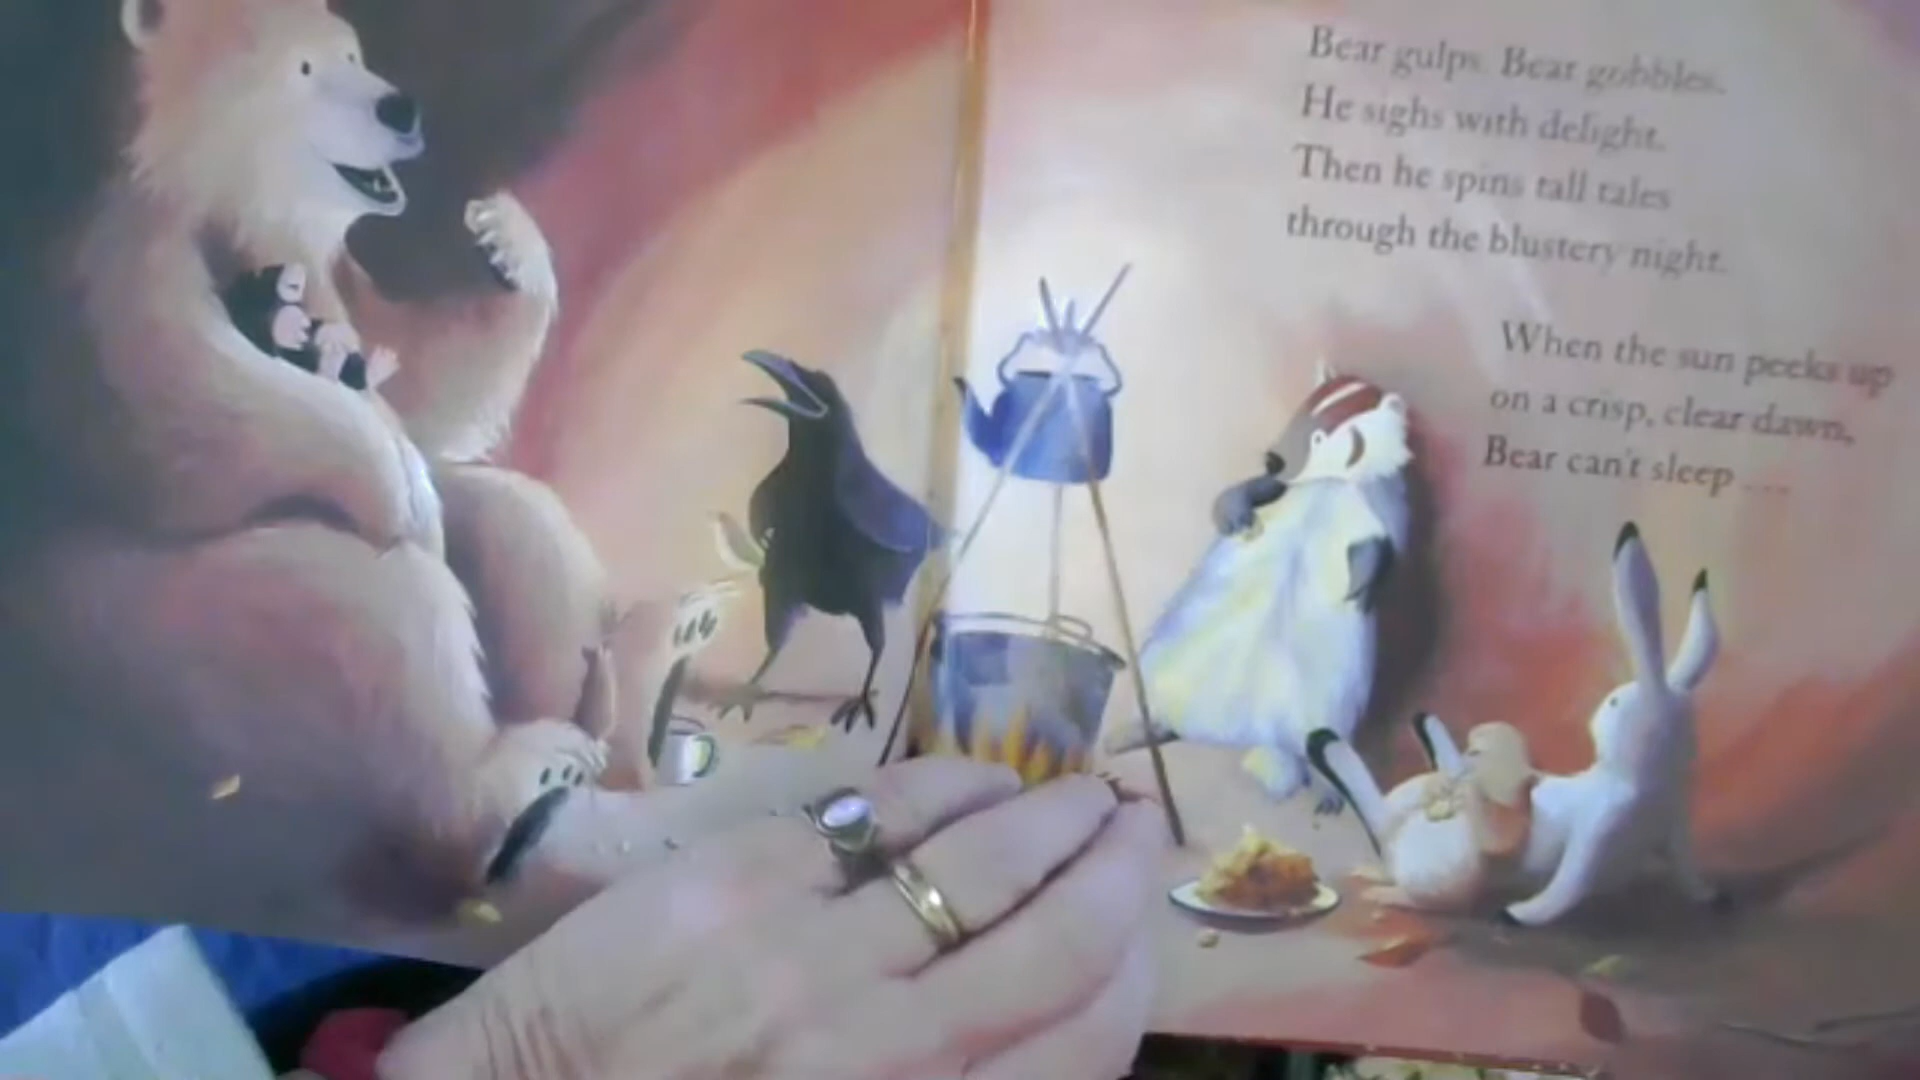 Bear gulps. Bear gobbles.
He sighs with delight.
Then he spins tall tales
through the blustery night.
When the sun peeks up
on a crisp, clear dawn,
Bear can't sleep ....